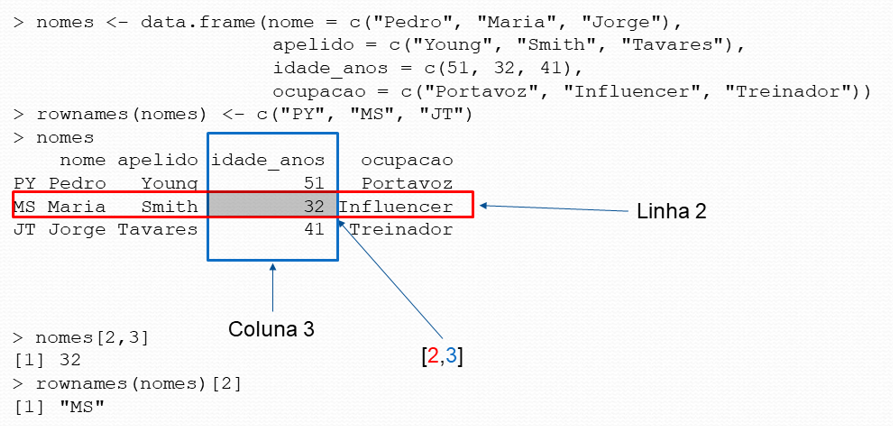 > nomes <- data.frame(nome = c("Pedro", "Maria", "Jorge"),
apelido = c("Young", "Smith", "Tavares"),
idade_anos = c(51, 32, 41),
ocupacao = c("Portavoz", "Influencer", "Treinador"))
> rownames(nomes) <- c("PY", "MS", "JT")
> nomes
nome apelido idade_anos ocupacao
PY Pedro Young 51 Portavoz
MS Maria Smith 32 Influencer
Linha 2
JT Jorge Tavares 41 Treinador
Coluna 3
[2,3]
> nomes[2,3]
[1] 32
> rownames(nomes)[2]
[1] "MS"